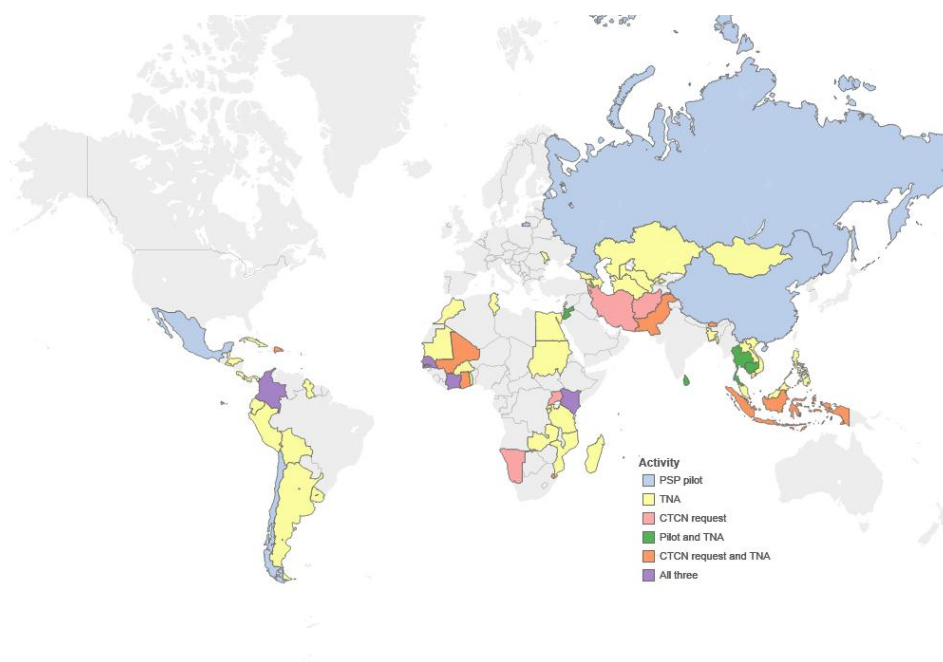 Activity
PSP pilot
TNA
CTCN request
Pilot and TNA
CTCN request and TNA
All three